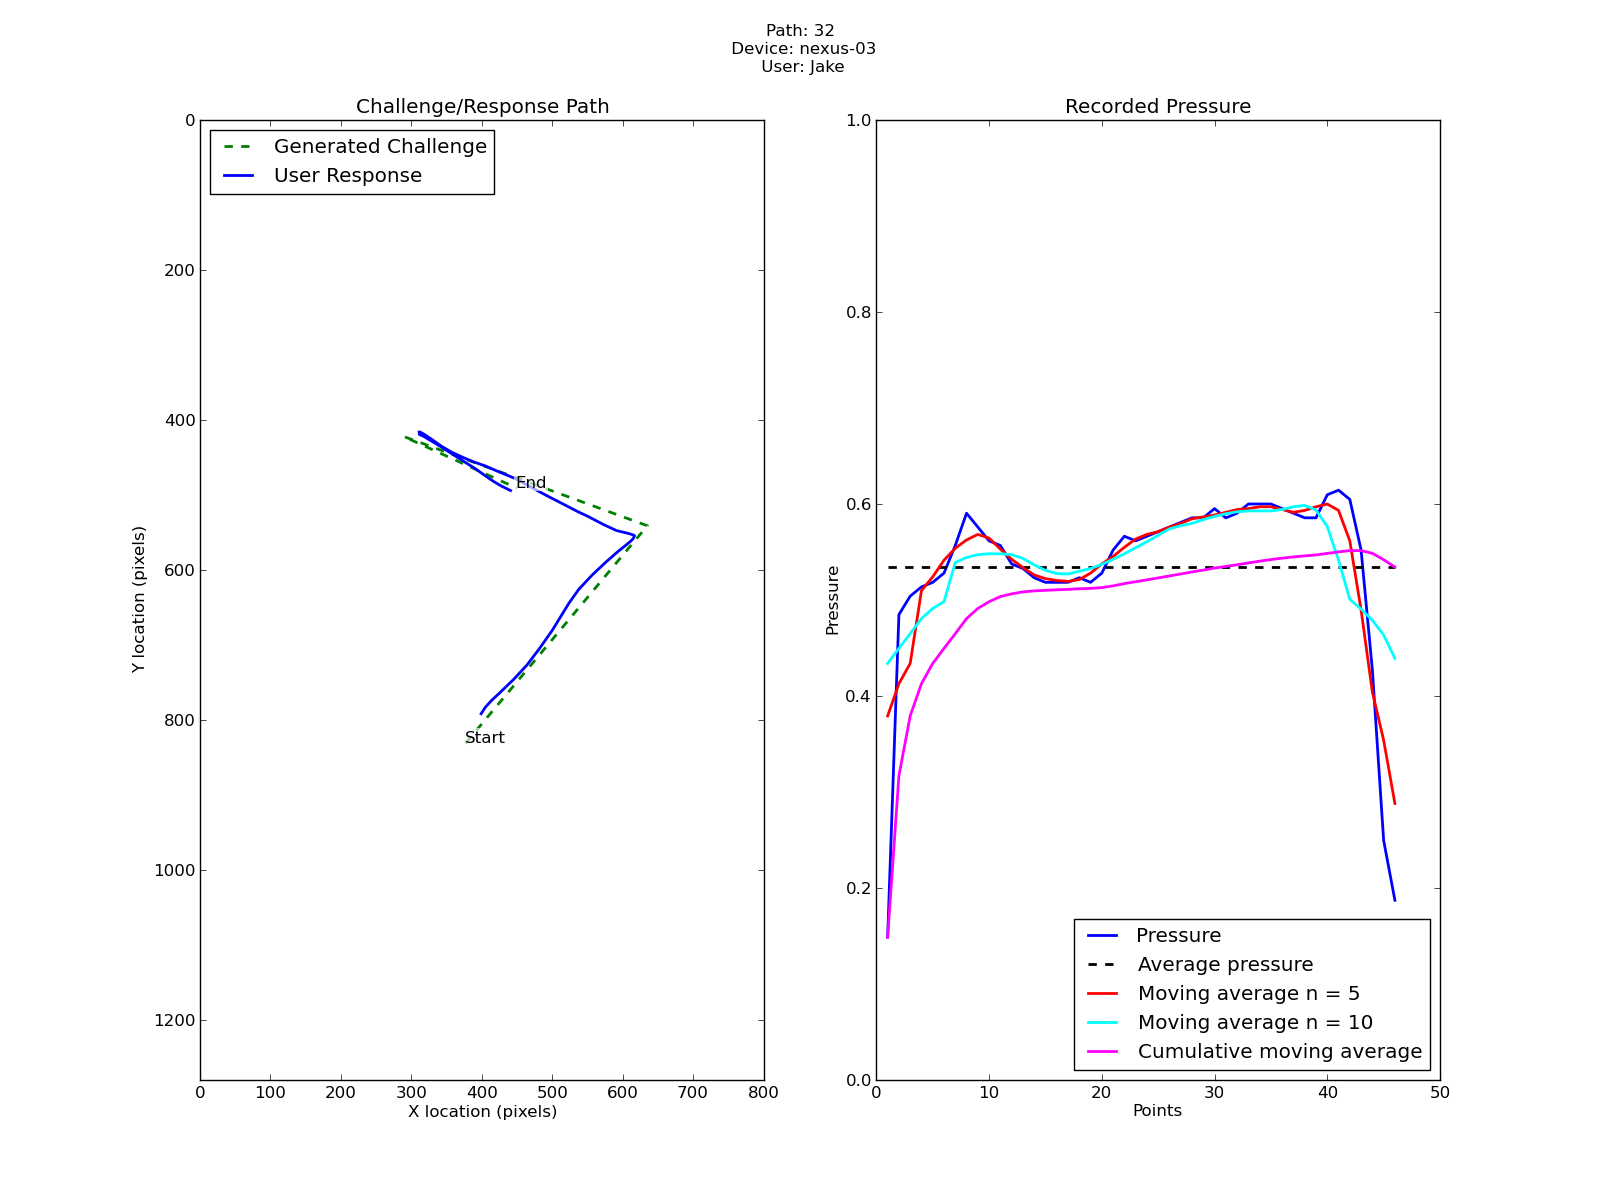 Path: 32
Device: nexus-03
User: Jake
Challenge/Response Path
0
200
400
600
800
1000
1200
Y location (pixels)
Generated Challenge
User Response
End
Start
0 100 200 300 400 500 600 700 800
X location (pixels)
Recorded Pressure
1.0
0.8
0.6
0.4
0.2
0.0
Pressure
Pressure
Average pressure
Moving average n = 5
Moving average n = 10
Cumulative moving average
0 10 20 30 40 50
Points